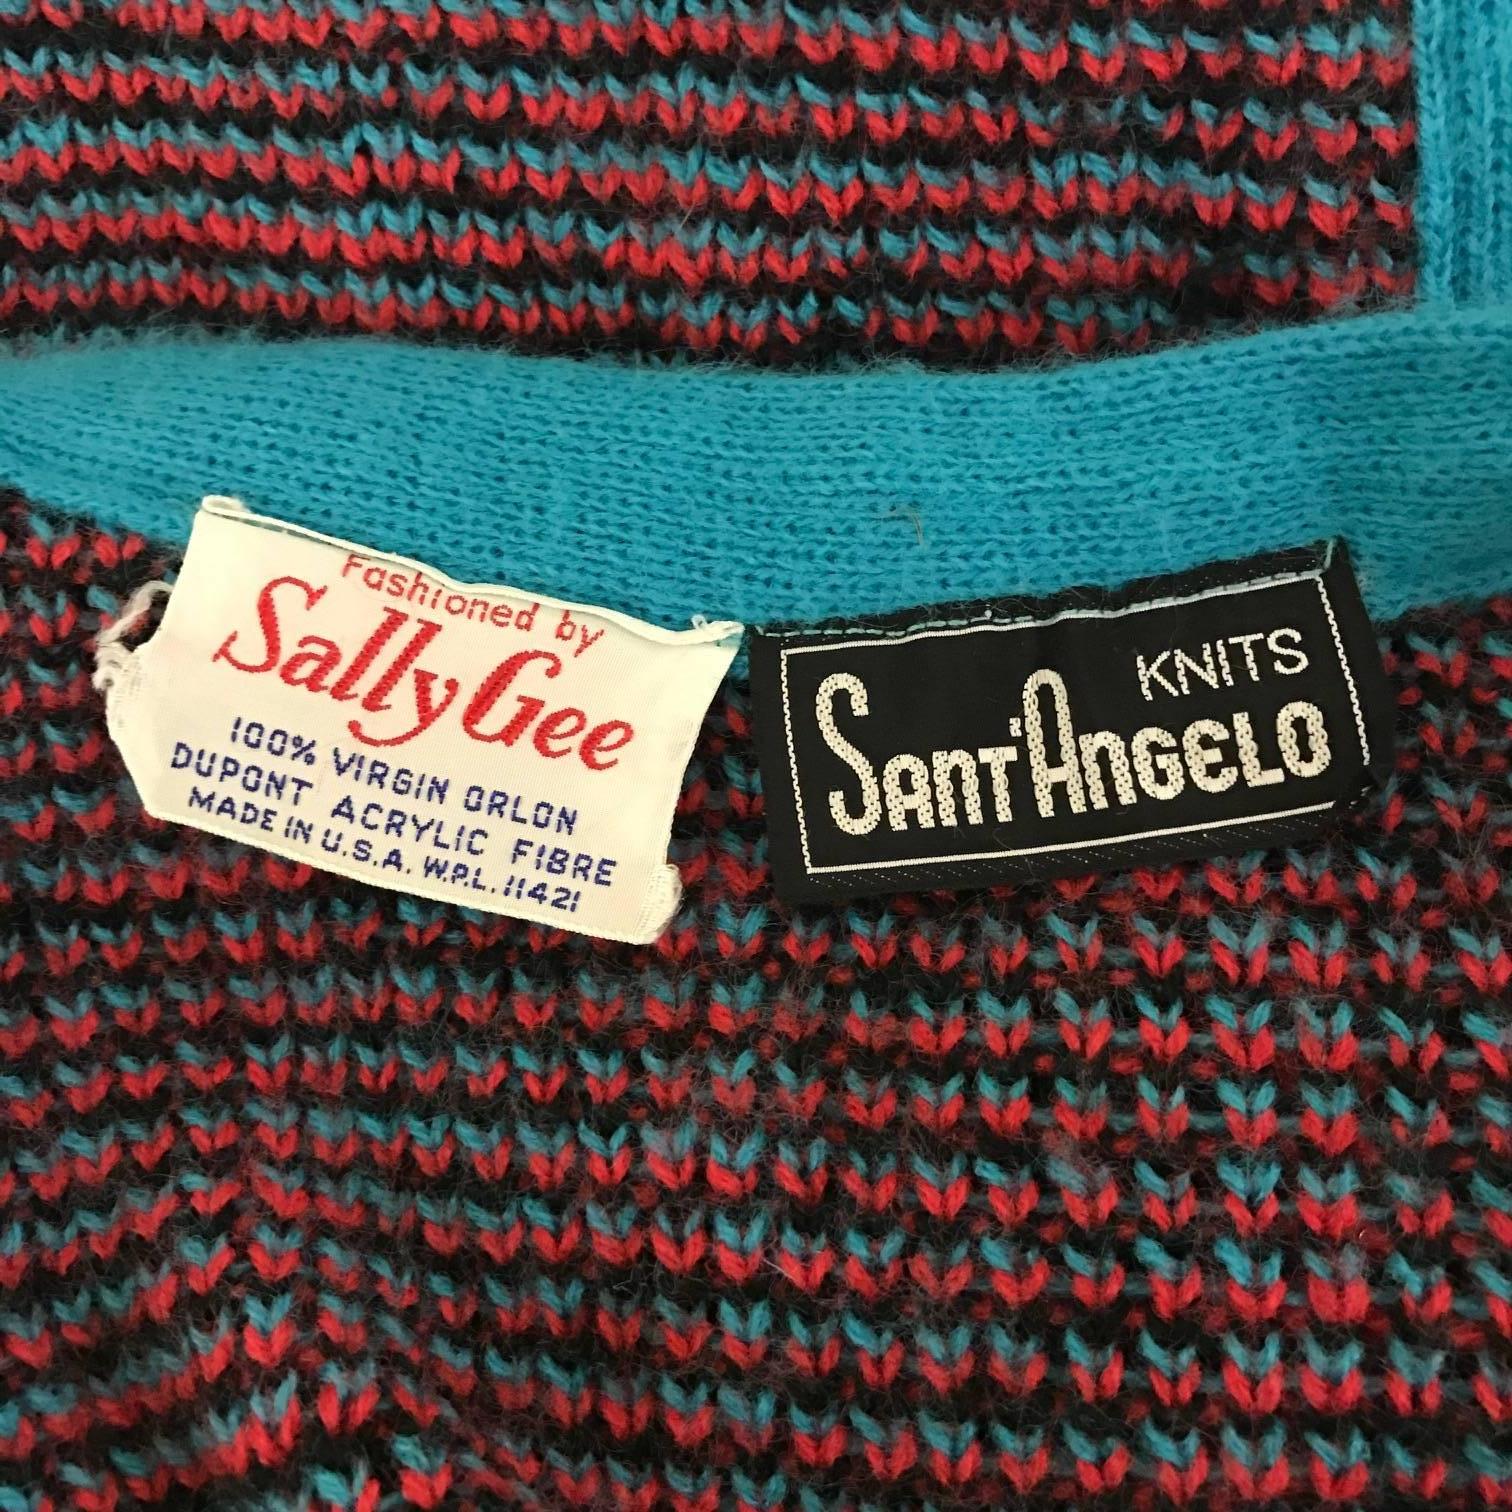 Fashioned by
Sally Gee
100% VIRGIN ORLON
DUPONT ACRYLIC FIBRE
MADE IN U.S.A. W.P.L. 11421
KNITS
SANT'ANGELO